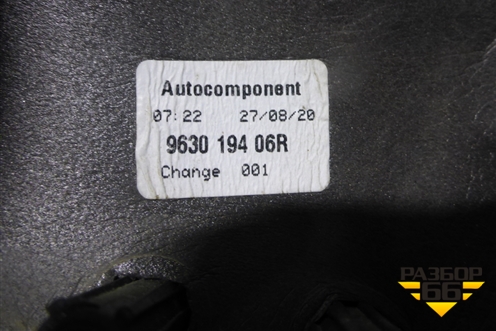 Autocomponent
07:22 27/08/20
9630 194 06R
Change 001
РАЗБОР
66